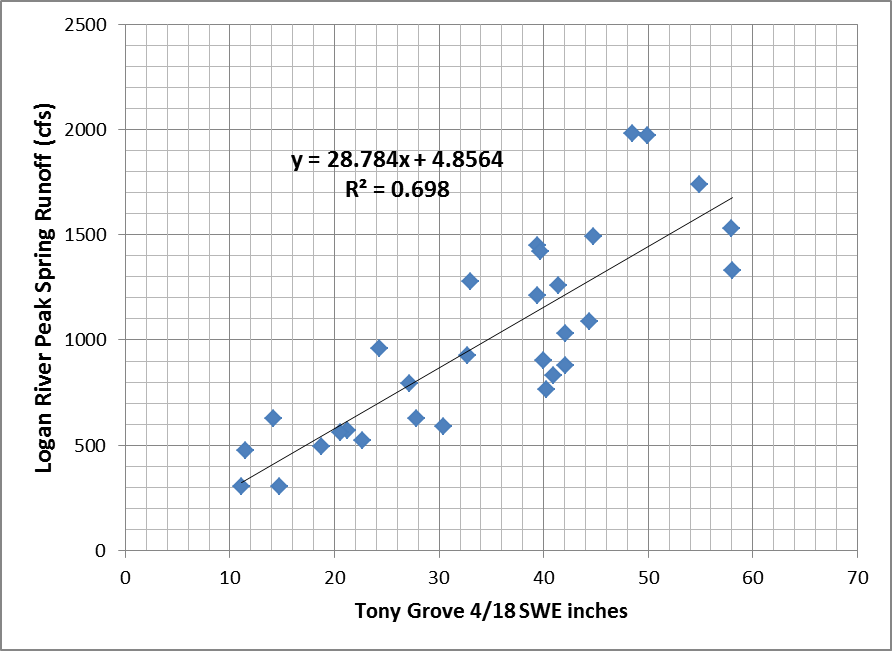 2500
2000
1500
1000
500
0
Logan River Peak Spring Runoff (cfs)
y = 28.784x + 4.8564
R² = 0.698
0 10 20 30 40 50 60 70
Tony Grove 4/18 SWE inches